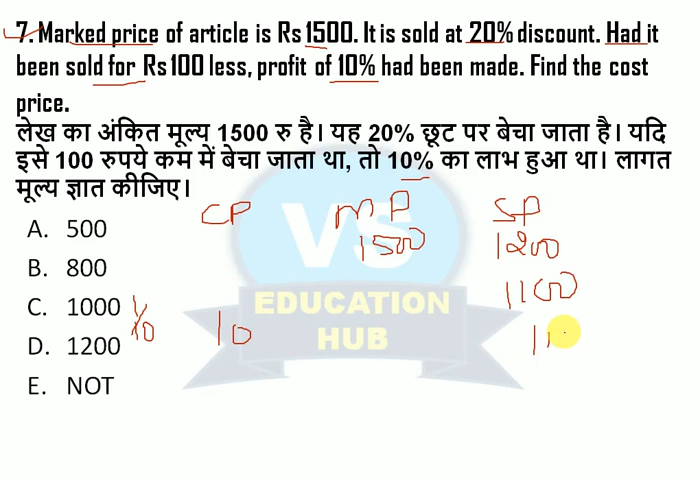 7. Marked price of article is Rs 1500. It is sold at 20% discount. Had it
been sold for Rs 100 less, profit of 10% had been made. Find the cost
price.
लेख का अंकित मूल्य 1500 रु है। यह 20% छूट पर बेचा जाता है। यदि
इसे 100 रुपये कम में बेचा जाता था, तो 10% का लाभ हुआ था। लागत
मूल्य ज्ञात कीजिए।
CP MP SP
A. 500
1500 1200
B. 800
1100
C. 1000
1/10 10
D. 1200
E. NOT
VS
EDUCATION
HUB